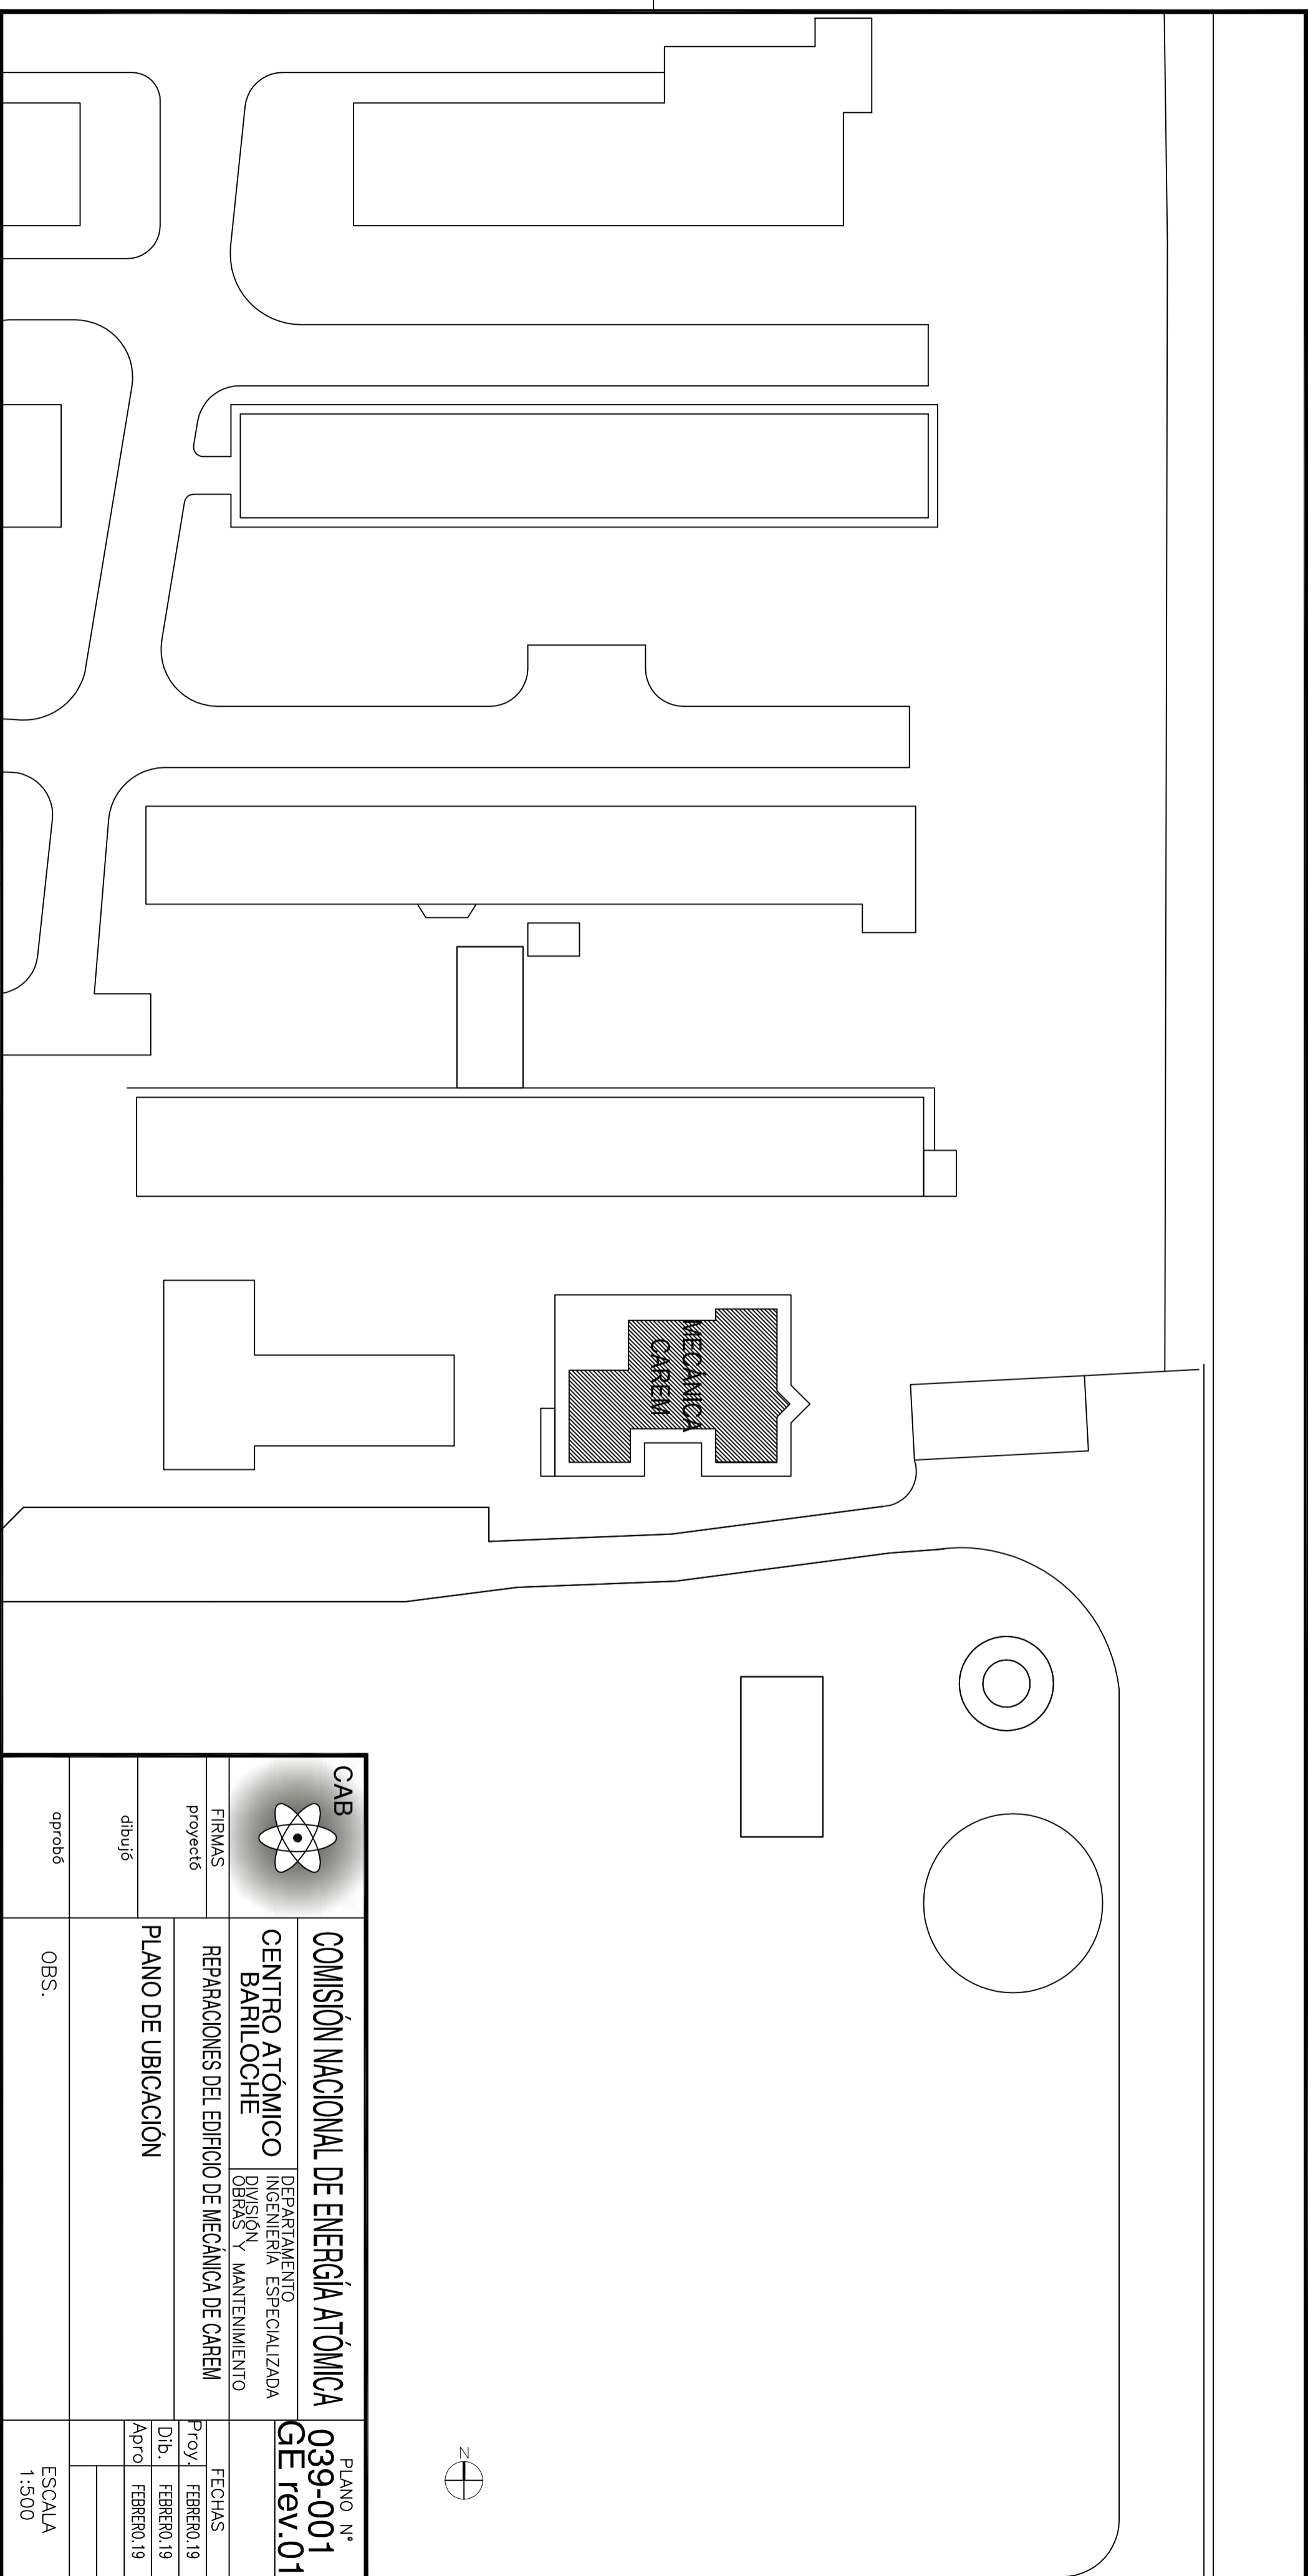 MECÁNICA
CAREM
CAB
COMISIÓN NACIONAL DE ENERGÍA ATÓMICA
CENTRO ATÓMICO
BARILOCHE
DEPARTAMENTO
INGENIERÍA ESPECIALIZADA
DIVISIÓN
OBRAS Y MANTENIMIENTO
PLANO N°
039-001
GE rev.01
FIRMAS
proyectó
dibujó
aprobó
REPARACIONES DEL EDIFICIO DE MECÁNICA DE CAREM
PLANO DE UBICACIÓN
OBS.
FECHAS
Proy. FEBRERO.19
Dib. FEBRERO.19
Apro FEBRERO.19
ESCALA
1:500
N